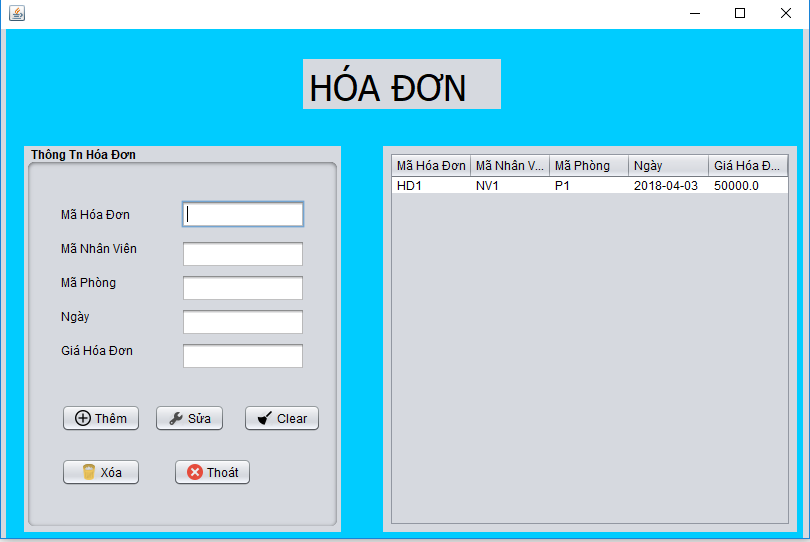 HÓA ĐƠN
Thông Tn Hóa Đơn
Mã Hóa Đơn
Mã Nhân Viên
Mã Phòng
Ngày
Giá Hóa Đơn
Thêm Sửa Clear
Xóa Thoát
Mã Hóa Đơn Mã Nhân V... Mã Phòng Ngày Giá Hóa Đ...
HD1 NV1 P1 2018-04-03 50000.0